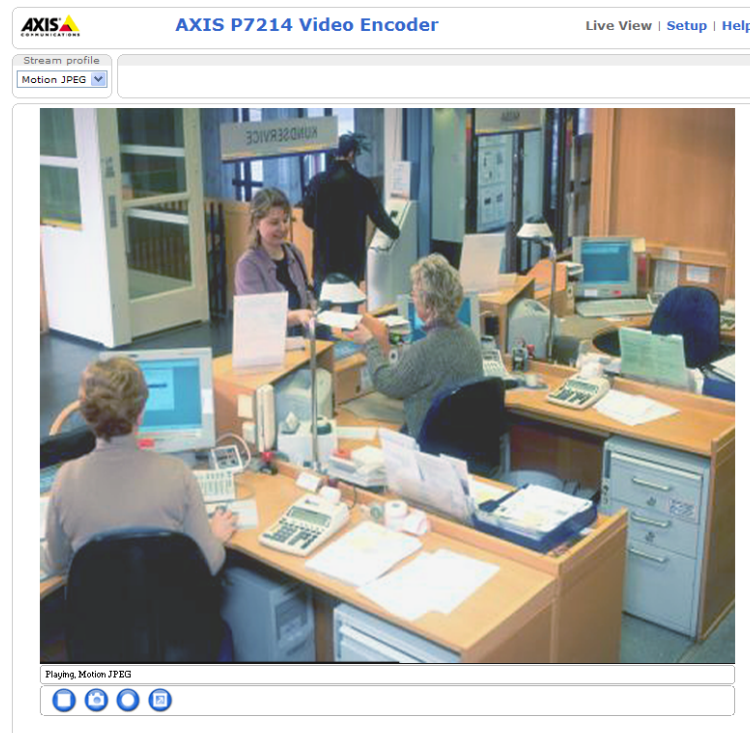 AXIS
COMMUNICATIONS
AXIS P7214 Video Encoder
Live View | Setup | Help
Stream profile
Motion JPEG
KUNDSERVICE
Playing, Motion JPEG